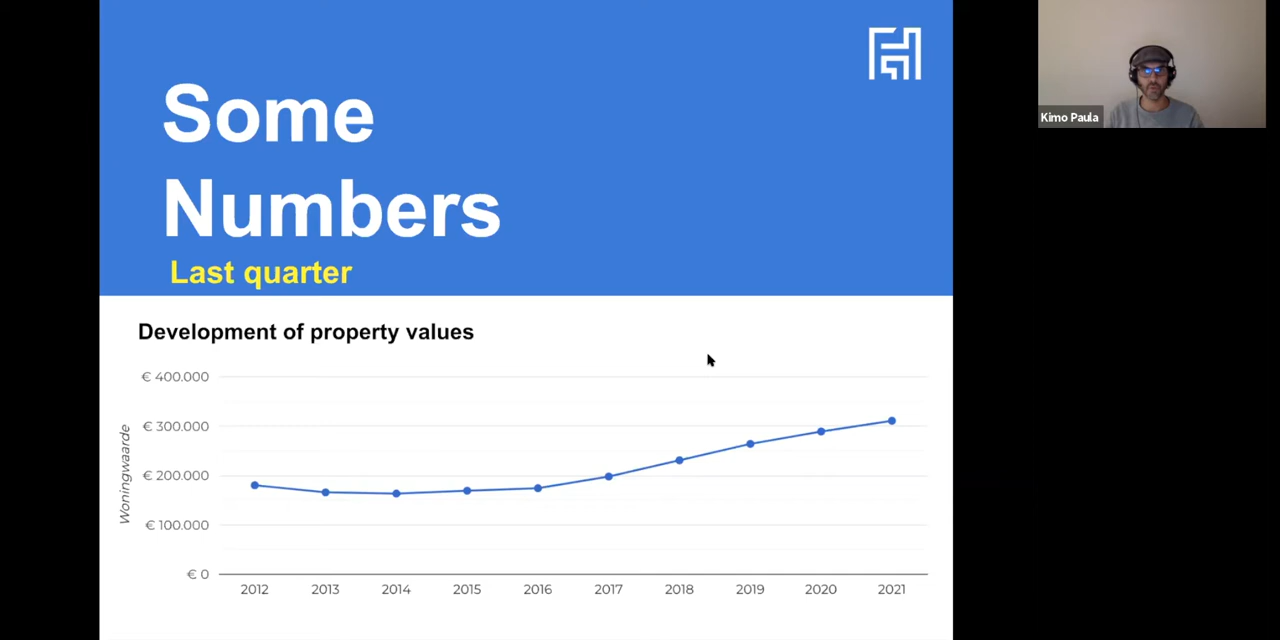 Some
Numbers
Last quarter
Kimo Paula
Development of property values
€ 400.000
€ 300.000
€ 200.000
€ 100.000
€ 0
Woningwaarde
2012 2013 2014 2015 2016 2017 2018 2019 2020 2021